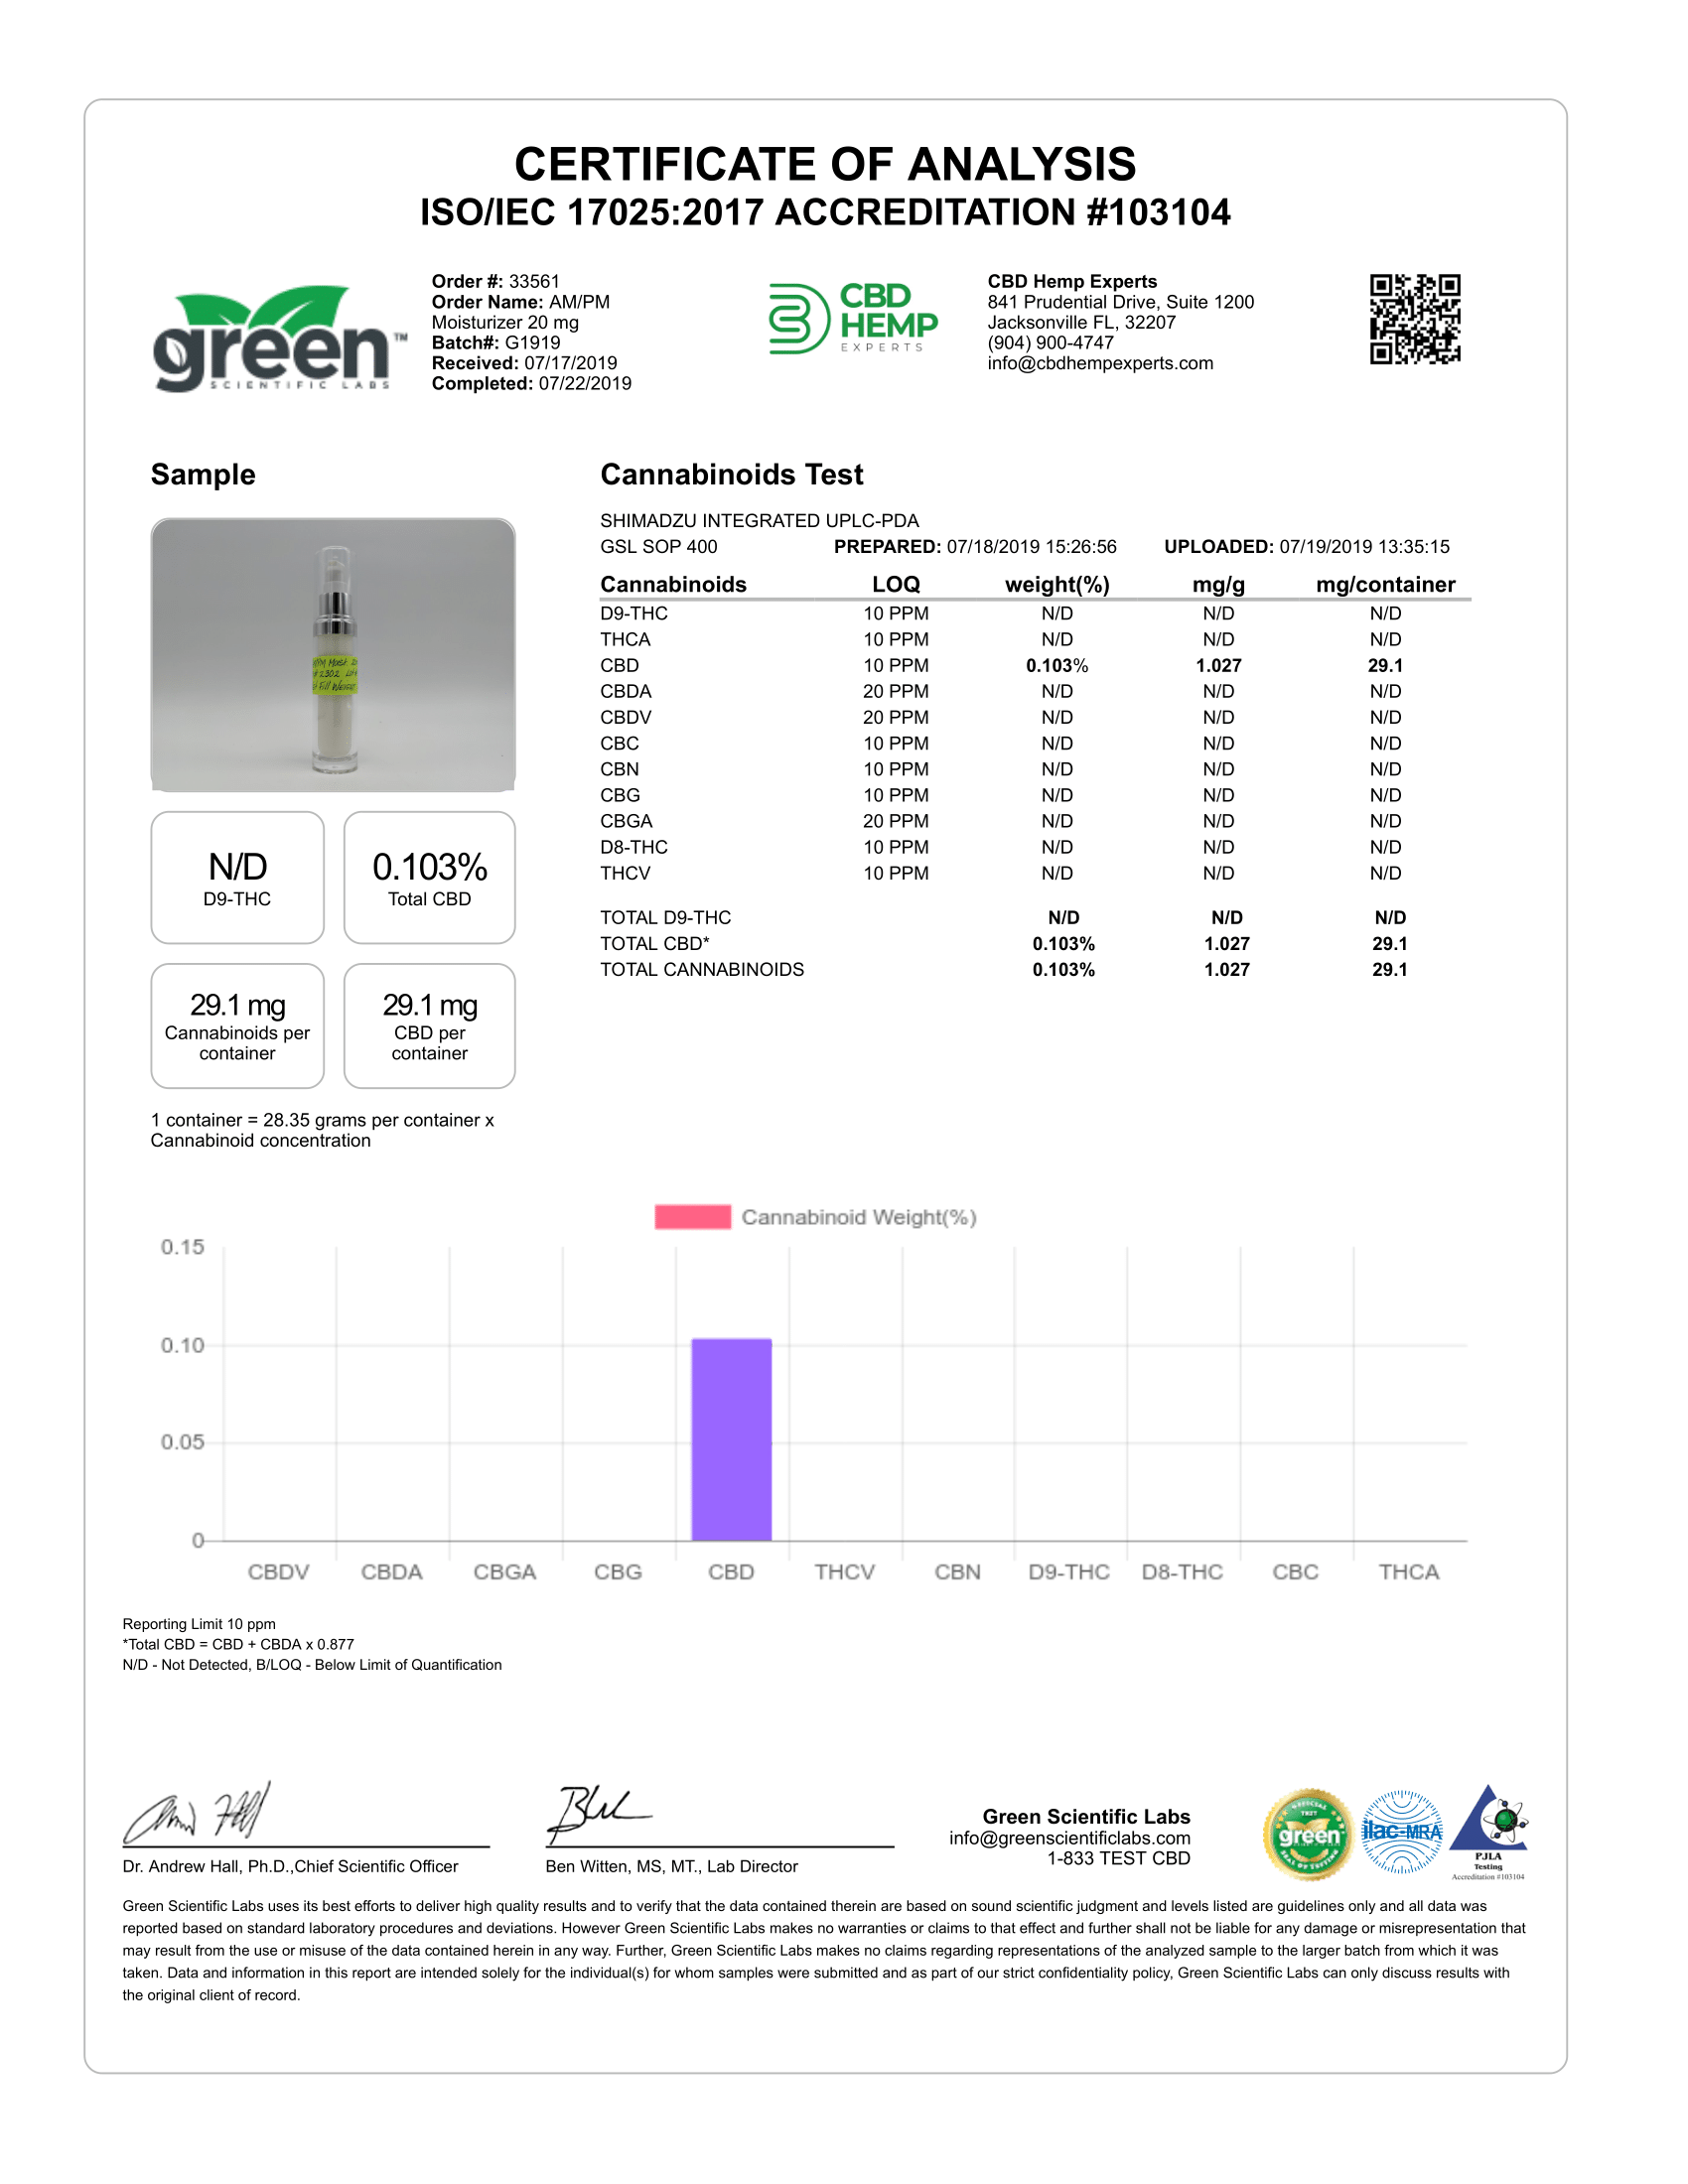 CERTIFICATE OF ANALYSIS
ISO/IEC 17025:2017 ACCREDITATION #103104
green™
SCIENTIFIC LABS
Order #: 33561
Order Name: AM/PM
Moisturizer 20 mg
Batch#: G1919
Received: 07/17/2019
Completed: 07/22/2019
CBD
HEMP
EXPERTS
CBD Hemp Experts
841 Prudential Drive, Suite 1200
Jacksonville FL, 32207
(904) 900-4747
info@cbdhempexperts.com
Sample
Fill Weight
N/D
D9-THC
0.103%
Total CBD
29.1 mg
Cannabinoids per
container
29.1 mg
CBD per
container
1 container = 28.35 grams per container x
Cannabinoid concentration
Cannabinoids Test
SHIMADZU INTEGRATED UPLC-PDA
GSL SOP 400 PREPARED: 07/18/2019 15:26:56 UPLOADED: 07/19/2019 13:35:15
Cannabinoids LOQ weight(%) mg/g mg/container
D9-THC 10 PPM N/D N/D N/D
THCA 10 PPM N/D N/D N/D
CBD 10 PPM 0.103% 1.027 29.1
CBDA 20 PPM N/D N/D N/D
CBDV 20 PPM N/D N/D N/D
CBC 10 PPM N/D N/D N/D
CBN 10 PPM N/D N/D N/D
CBG 10 PPM N/D N/D N/D
CBGA 20 PPM N/D N/D N/D
D8-THC 10 PPM N/D N/D N/D
THCV 10 PPM N/D N/D N/D
TOTAL D9-THC N/D N/D N/D
TOTAL CBD* 0.103% 1.027 29.1
TOTAL CANNABINOIDS 0.103% 1.027 29.1
Cannabinoid Weight(%)
0.15
0.10
0.05
0
CBDV CBDA CBGA CBG CBD THCV CBN D9-THC D8-THC CBC THCA
Reporting Limit 10 ppm
*Total CBD = CBD + CBDA x 0.877
N/D - Not Detected, B/LOQ - Below Limit of Quantification
Dr. Andrew Hall, Ph.D.,Chief Scientific Officer
Ben Witten, MS, MT., Lab Director
Green Scientific Labs
info@greenscientificlabs.com
1-833 TEST CBD
OFFICIAL
TEST
green
SEAL OF TESTING
ilac-MRA
PJLA
Testing
Accreditation #103104
Green Scientific Labs uses its best efforts to deliver high quality results and to verify that the data contained therein are based on sound scientific judgment and levels listed are guidelines only and all data was
reported based on standard laboratory procedures and deviations. However Green Scientific Labs makes no warranties or claims to that effect and further shall not be liable for any damage or misrepresentation that
may result from the use or misuse of the data contained herein in any way. Further, Green Scientific Labs makes no claims regarding representations of the analyzed sample to the larger batch from which it was
taken. Data and information in this report are intended solely for the individual(s) for whom samples were submitted and as part of our strict confidentiality policy, Green Scientific Labs can only discuss results with
the original client of record.